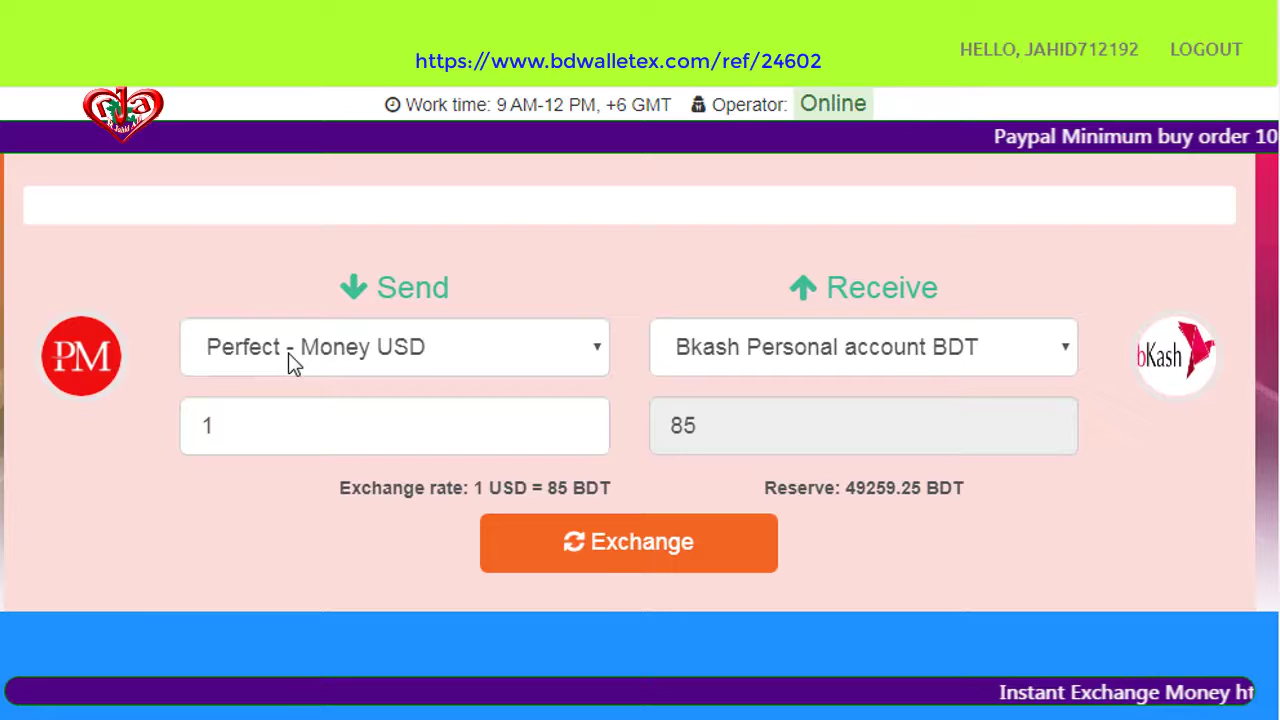 https://www.bdwalletex.com/ref/24602
HELLO, JAHID712192 LOGOUT
Work time: 9 AM-12 PM, +6 GMT Operator: Online
Paypal Minimum buy order 10
Send
Receive
PM
Perfect - Money USD
Bkash Personal account BDT
bKash
1
85
Exchange rate: 1 USD = 85 BDT
Reserve: 49259.25 BDT
Exchange
Instant Exchange Money ht